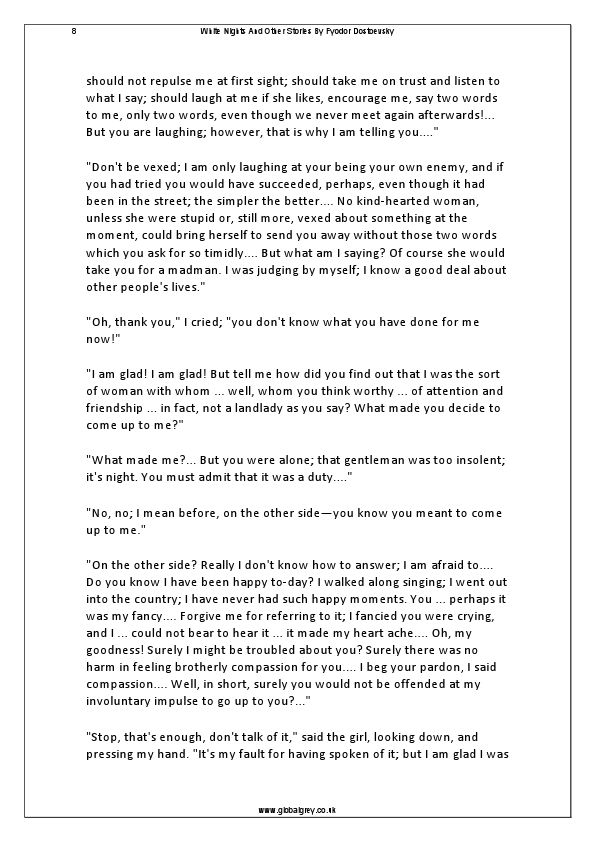 8 White Nights And Other Stories By Fyodor Dostoevsky
should not repulse me at first sight; should take me on trust and listen to
what I say; should laugh at me if she likes, encourage me, say two words
to me, only two words, even though we never meet again afterwards!...
But you are laughing; however, that is why I am telling you...."
"Don't be vexed; I am only laughing at your being your own enemy, and if
you had tried you would have succeeded, perhaps, even though it had
been in the street; the simpler the better.... No kind-hearted woman,
unless she were stupid or, still more, vexed about something at the
moment, could bring herself to send you away without those two words
which you ask for so timidly.... But what am I saying? Of course she would
take you for a madman. I was judging by myself; I know a good deal about
other people's lives."
"Oh, thank you," I cried; "you don't know what you have done for me
now!"
"I am glad! I am glad! But tell me how did you find out that I was the sort
of woman with whom ... well, whom you think worthy ... of attention and
friendship ... in fact, not a landlady as you say? What made you decide to
come up to me?"
"What made me?... But you were alone; that gentleman was too insolent;
it's night. You must admit that it was a duty...."
"No, no; I mean before, on the other side—you know you meant to come
up to me."
"On the other side? Really I don't know how to answer; I am afraid to....
Do you know I have been happy to-day? I walked along singing; I went out
into the country; I have never had such happy moments. You ... perhaps it
was my fancy.... Forgive me for referring to it; I fancied you were crying,
and I ... could not bear to hear it ... it made my heart ache.... Oh, my
goodness! Surely I might be troubled about you? Surely there was no
harm in feeling brotherly compassion for you.... I beg your pardon, I said
compassion.... Well, in short, surely you would not be offended at my
involuntary impulse to go up to you?..."
"Stop, that's enough, don't talk of it," said the girl, looking down, and
pressing my hand. "It's my fault for having spoken of it; but I am glad I was
www.globalgrey.co.uk